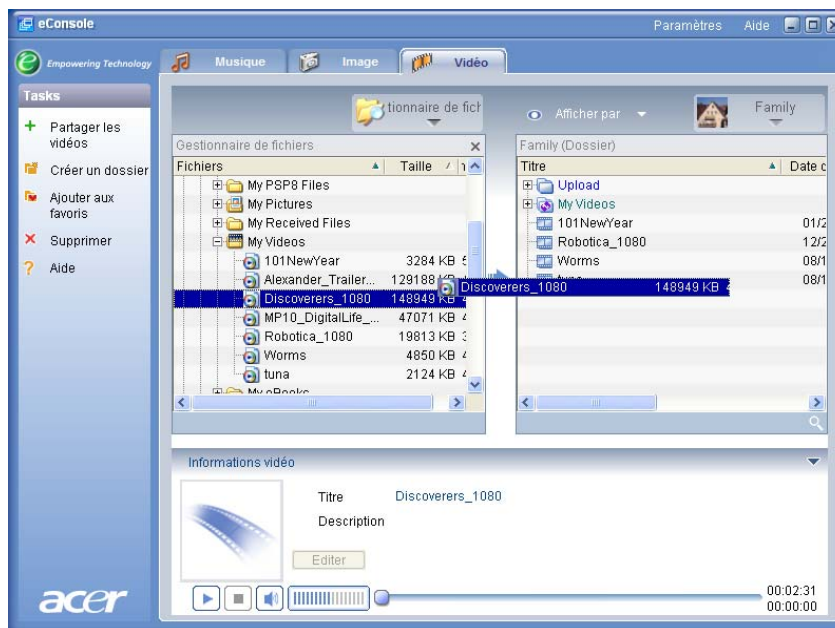 eConsole
Paramètres Aide
Empowering Technology
Musique
Image
Vidéo
Tasks
Partager les vidéos
Créer un dossier
Ajouter aux favoris
Supprimer
Aide
tionnaire de fich
Afficher par
Family
Gestionnaire de fichiers
Fichiers Taille
My PSP8 Files
My Pictures
My Received Files
My Videos
101NewYear 3284 KB
Alexander_Trailer... 129188 KB
Discoverers_1080 148949 KB
MP10_DigitalLife_... 47071 KB
Robotica_1080 19813 KB
Worms 4850 KB
tuna 2124 KB
My eBooks
Family (Dossier)
Titre Date c
Upload
My Videos
101NewYear 01/2
Robotica_1080 12/2
Worms 08/1
tuna 08/1
Discoverers_1080 148949 KB
Informations vidéo
Titre Discoverers_1080
Description
Editer
00:02:31
00:00:00
acer